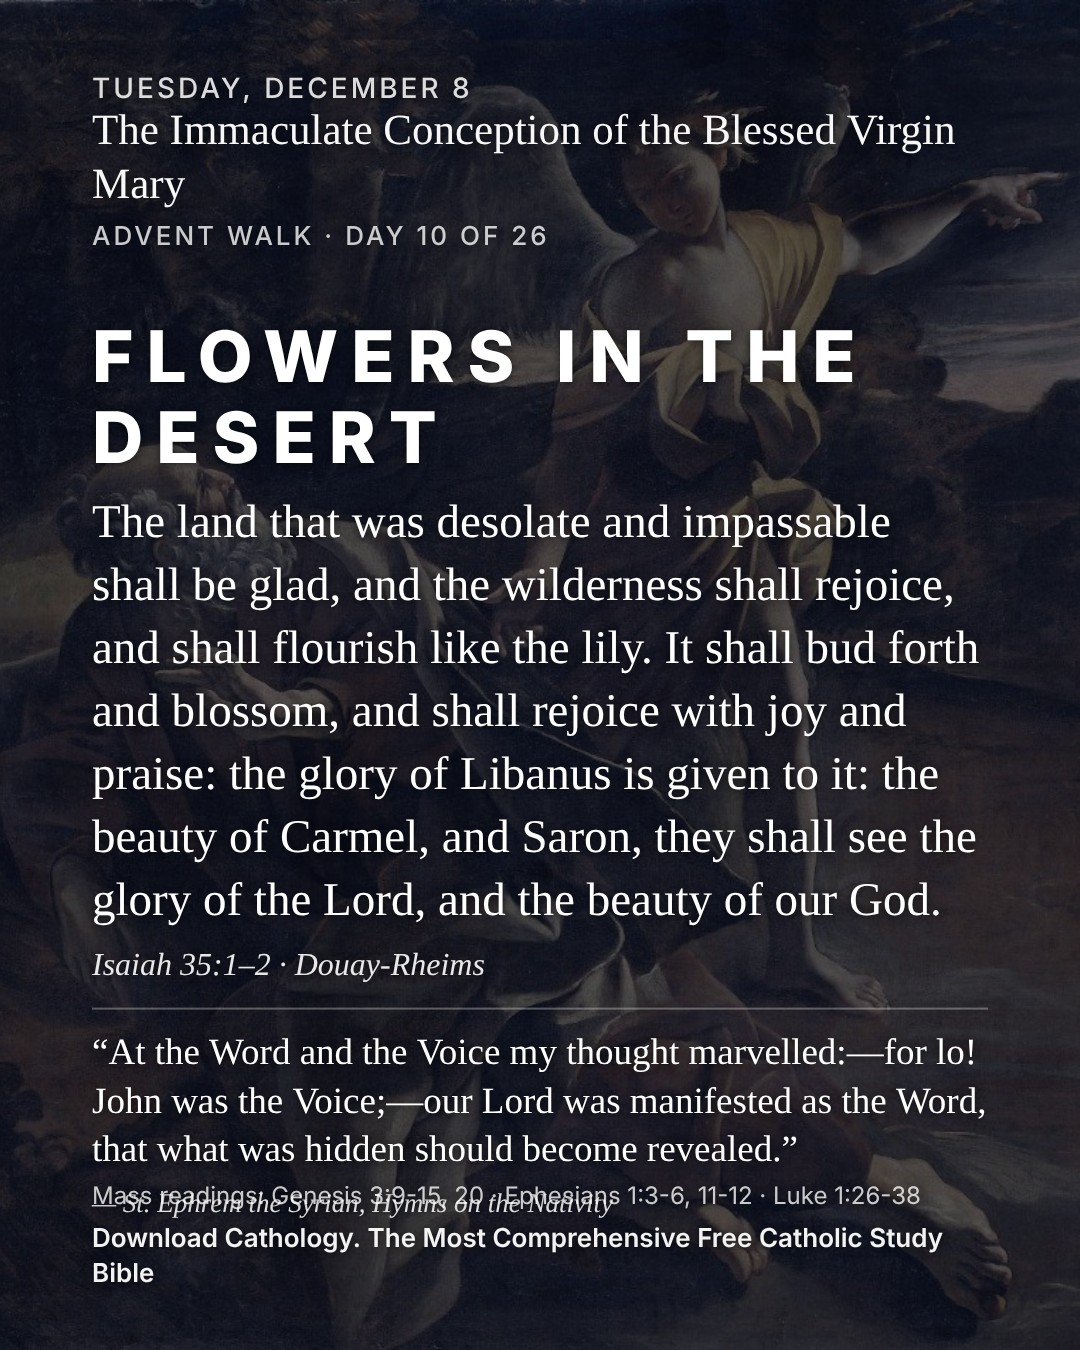 TUESDAY, DECEMBER 8
The Immaculate Conception of the Blessed Virgin
Mary
ADVENT WALK · DAY 10 OF 26
FLOWERS IN THE
DESERT
The land that was desolate and impassable
shall be glad, and the wilderness shall rejoice,
and shall flourish like the lily. It shall bud forth
and blossom, and shall rejoice with joy and
praise: the glory of Libanus is given to it: the
beauty of Carmel, and Saron, they shall see the
glory of the Lord, and the beauty of our God.
Isaiah 35:1–2 · Douay-Rheims
“At the Word and the Voice my thought marvelled:—for lo!
John was the Voice;—our Lord was manifested as the Word,
that what was hidden should become revealed.”
Mass readings: Genesis 3:9-15, 20 · Ephesians 1:3-6, 11-12 · Luke 1:26-38
— St. Ephrem the Syrian, Hymns on the Nativity
Download Cathology. The Most Comprehensive Free Catholic Study
Bible